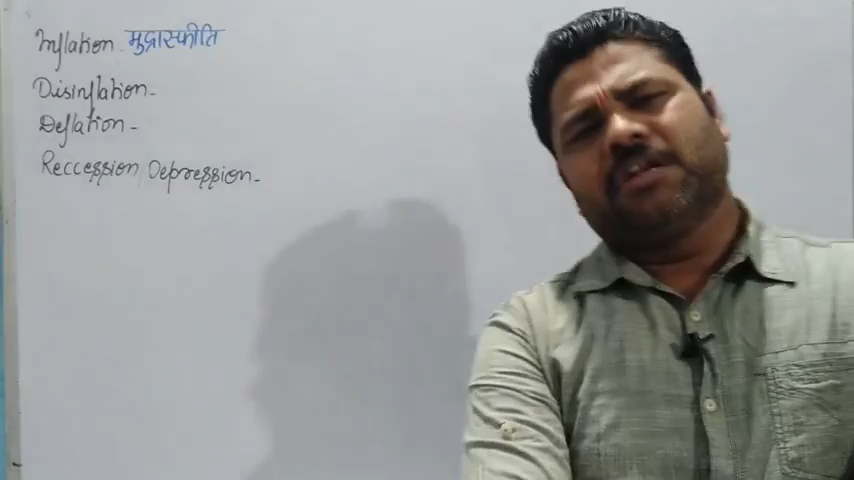 Inflation मुद्रास्फीति
Disinflation-
Deflation-
Reccession Depression-